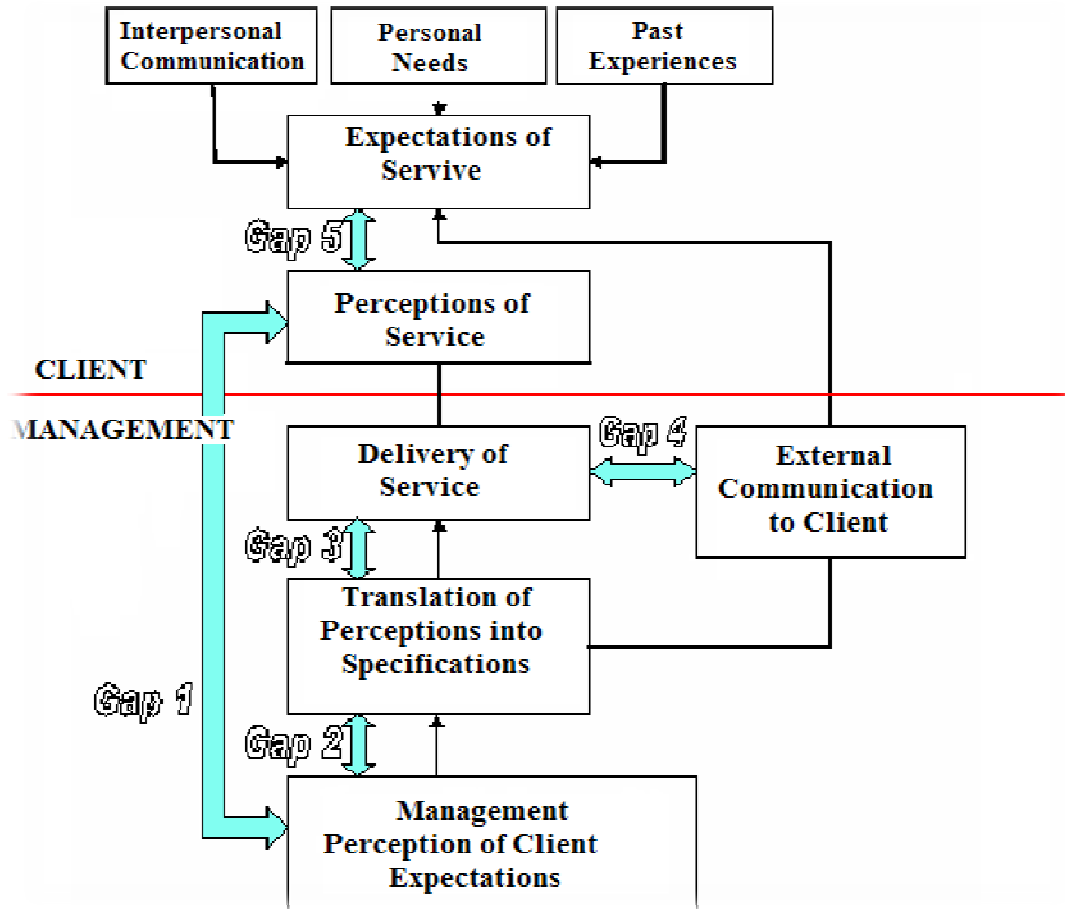 Interpersonal
Communication
Personal
Needs
Past
Experiences
Expectations of
Servive
Gap 5
Perceptions of
Service
CLIENT
MANAGEMENT
Delivery of
Service
Gap 4
External
Communication
to Client
Gap 3
Translation of
Perceptions into
Specifications
Gap 1
Gap 2
Management
Perception of Client
Expectations